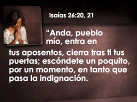 Isaías 26:20, 21
“Anda, pueblo
mío, entra en
tus aposentos, cierra tras ti tus
puertas; escóndete un poquito,
por un momento, en tanto que
pasa la indignación.